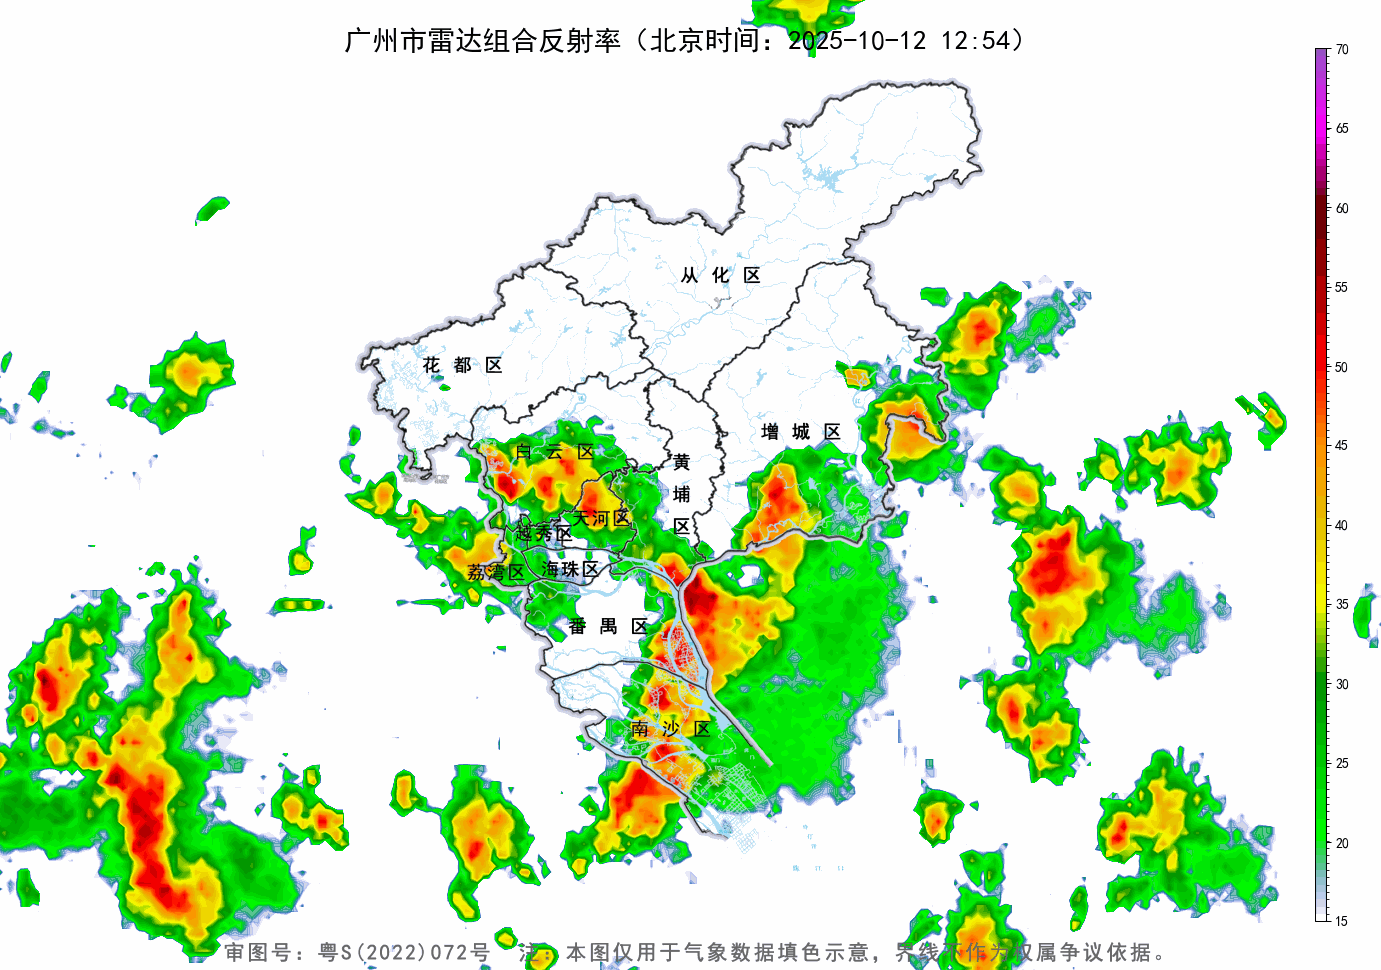 广州市雷达组合反射率（北京时间：2025-10-12 12:54）
70
65
60
55
50
45
40
35
30
25
20
15
从化区
花都区
增城区
白云区
黄埔区
天河区
越秀区
海珠区
荔湾区
番禺区
南沙区
审图号：粤S(2022)072号 注：本图仅用于气象数据填色示意，界线不作为权属争议依据。